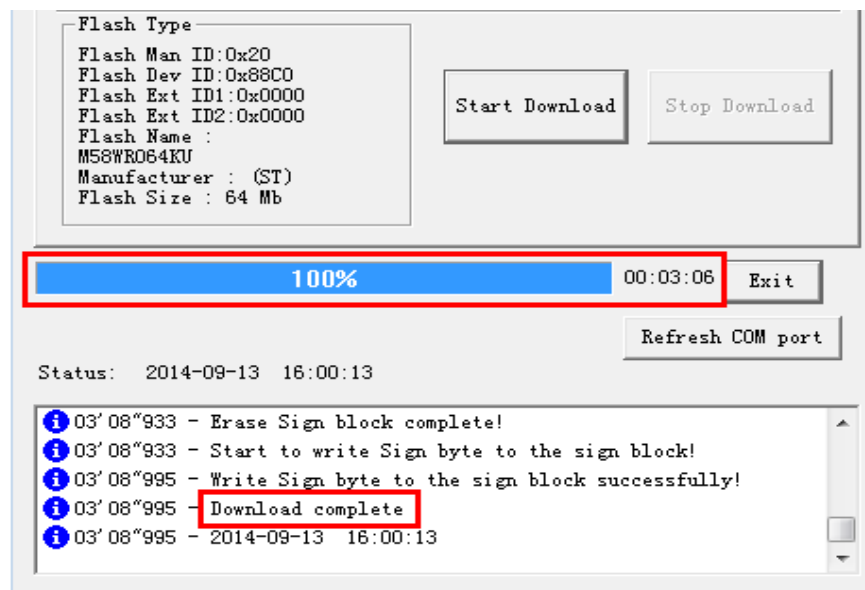 Flash Type
Flash Man ID:0x20
Flash Dev ID:0x88C0
Flash Ext ID1:0x0000
Flash Ext ID2:0x0000
Flash Name :
M58WR064KU
Manufacturer : (ST)
Flash Size : 64 Mb
Start Download
Stop Download
100%
00:03:06
Exit
Refresh COM port
Status: 2014-09-13 16:00:13
03'08"933 - Erase Sign block complete!
03'08"933 - Start to write Sign byte to the sign block!
03'08"995 - Write Sign byte to the sign block successfully!
03'08"995 - Download complete
03'08"995 - 2014-09-13 16:00:13